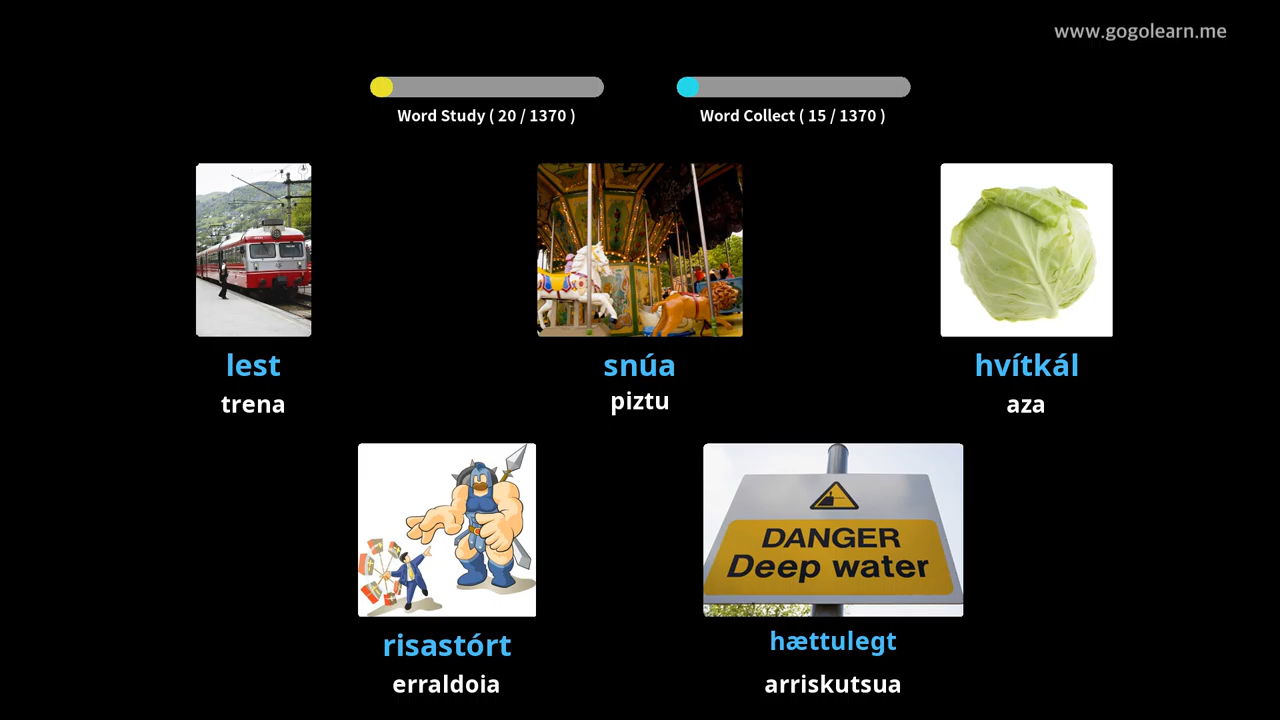 www.gogolearn.me
Word Study ( 20 / 1370 )
Word Collect ( 15 / 1370 )
lest
snúa
hvítkál
trena
piztu
aza
DANGER
Deep water
risastórt
hættulegt
erraldoia
arriskutsua